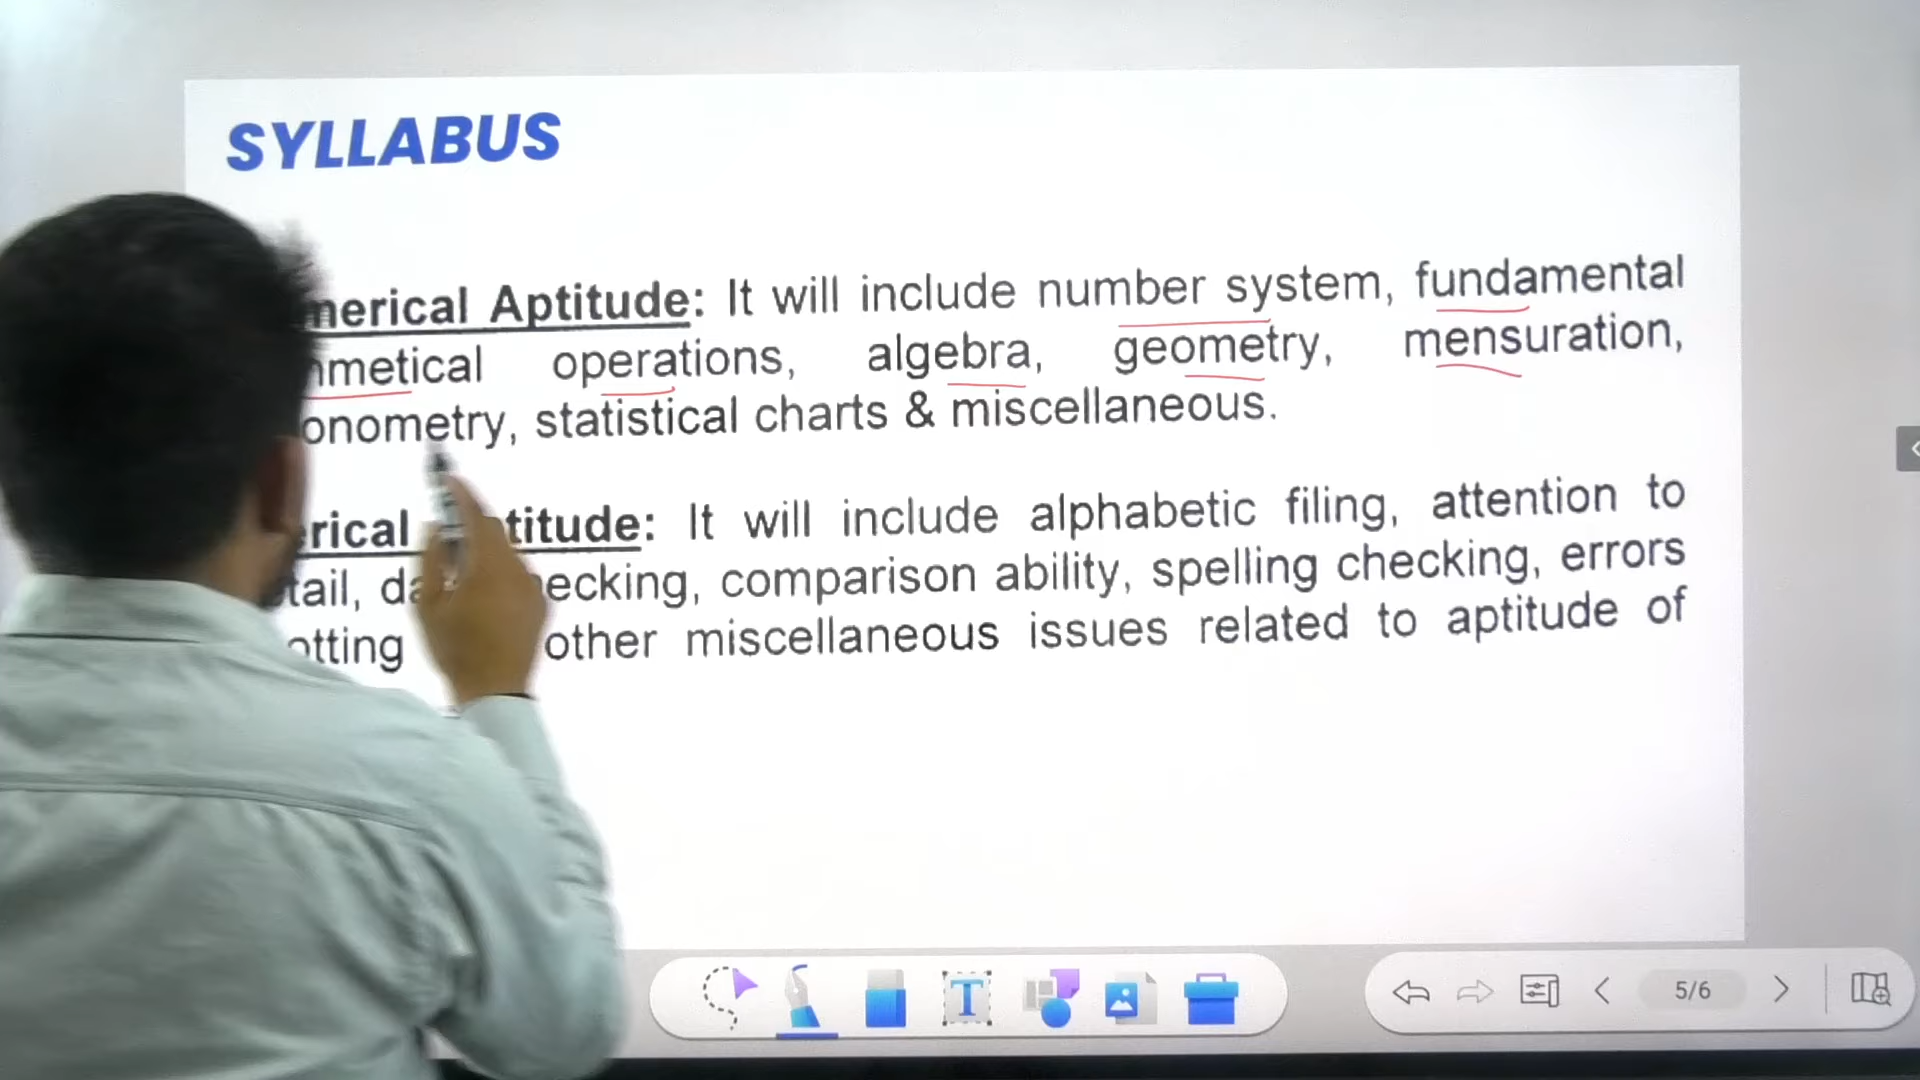 SYLLABUS
merical Aptitude: It will include number system, fundamental
hmetical operations, algebra, geometry, mensuration,
onometry, statistical charts & miscellaneous.
rical titude: It will include alphabetic filing, attention to
tail, da ecking, comparison ability, spelling checking, errors
otting other miscellaneous issues related to aptitude of
T 5/6